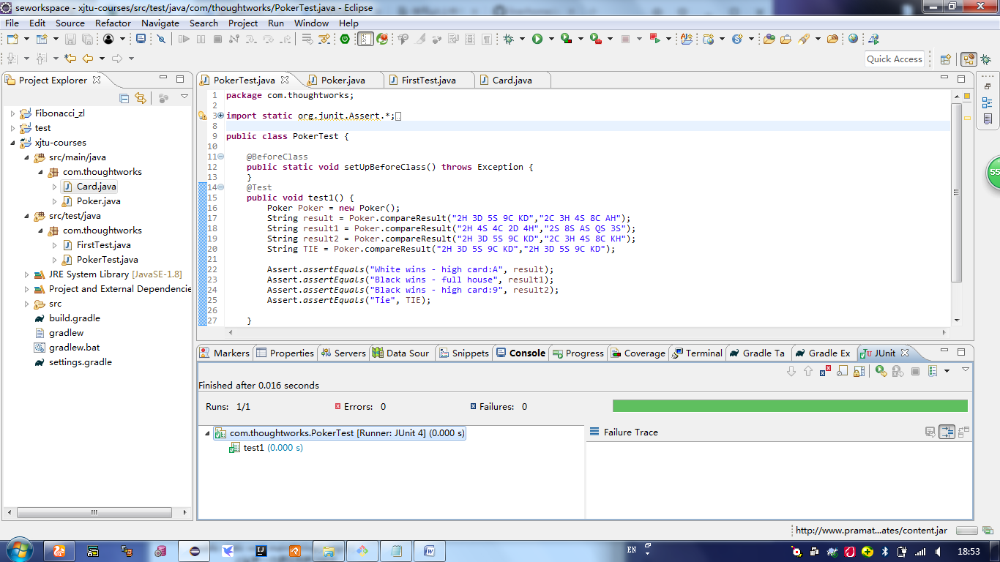 seworkspace - xjtu-courses/src/test/java/com/thoughtworks/PokerTest.java - Eclipse
File Edit Source Refactor Navigate Search Project Run Window Help
Quick Access
Project Explorer
Fibonacci_zl
test
xjtu-courses
src/main/java
com.thoughtworks
Card.java
Poker.java
src/test/java
com.thoughtworks
FirstTest.java
PokerTest.java
JRE System Library [JavaSE-1.8]
Project and External Dependencie
src
build.gradle
gradlew
gradlew.bat
settings.gradle
PokerTest.java Poker.java FirstTest.java Card.java
1 package com.thoughtworks;
2
3 import static org.junit.Assert.*;
8
9 public class PokerTest {
10
11     @BeforeClass
12     public static void setUpBeforeClass() throws Exception {
13     }
14     @Test
15     public void test1() {
16         Poker Poker = new Poker();
17         String result = Poker.compareResult("2H 3D 5S 9C KD","2C 3H 4S 8C AH");
18         String result1 = Poker.compareResult("2H 4S 4C 2D 4H","2S 8S AS QS 3S");
19         String result2 = Poker.compareResult("2H 3D 5S 9C KD","2C 3H 4S 8C KH");
20         String TIE = Poker.compareResult("2H 3D 5S 9C KD","2H 3D 5S 9C KD");
21
22         Assert.assertEquals("White wins - high card:A", result);
23         Assert.assertEquals("Black wins - full house", result1);
24         Assert.assertEquals("Black wins - high card:9", result2);
25         Assert.assertEquals("Tie", TIE);
26
27     }
55
Markers Properties Servers Data Sour Snippets Console Progress Coverage Terminal Gradle Ta Gradle Ex JUnit
Finished after 0.016 seconds
Runs: 1/1 Errors: 0 Failures: 0
com.thoughtworks.PokerTest [Runner: JUnit 4] (0.000 s)
test1 (0.000 s)
Failure Trace
http://www.pramat...ates/content.jar
EN
18:53